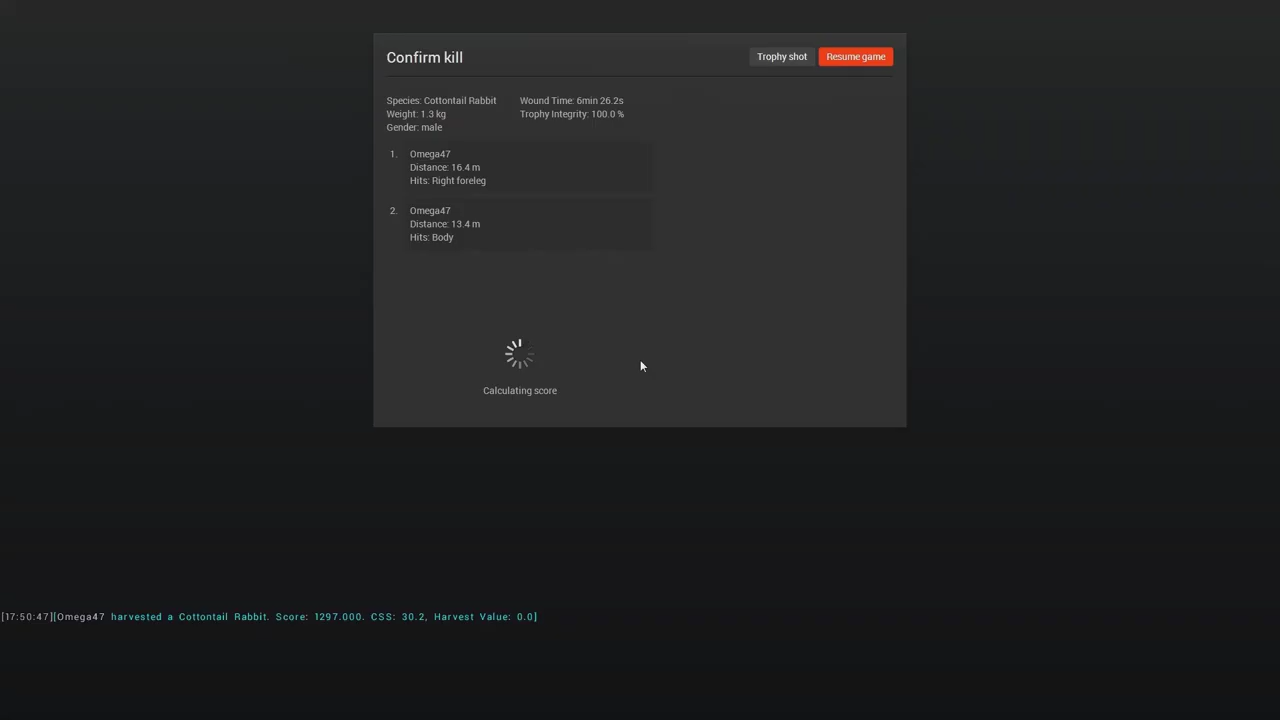 Confirm kill
Trophy shot
Resume game
Species: Cottontail Rabbit
Weight: 1.3 kg
Gender: male
Wound Time: 6min 26.2s
Trophy Integrity: 100.0 %
1.
Omega47
Distance: 16.4 m
Hits: Right foreleg
2.
Omega47
Distance: 13.4 m
Hits: Body
Calculating score
[17:50:47][Omega47 harvested a Cottontail Rabbit. Score: 1297.000. CSS: 30.2, Harvest Value: 0.0]